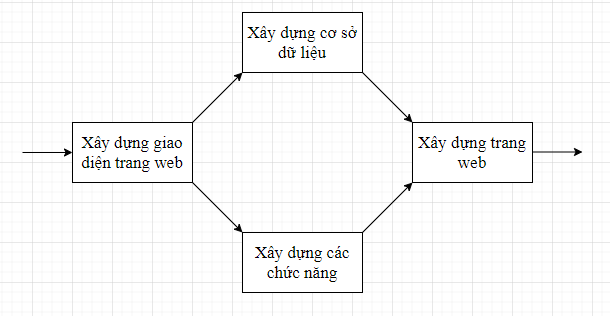 Xây dựng cơ sở
dữ liệu
Xây dựng giao
diện trang web
Xây dựng trang
web
Xây dựng các
chức năng